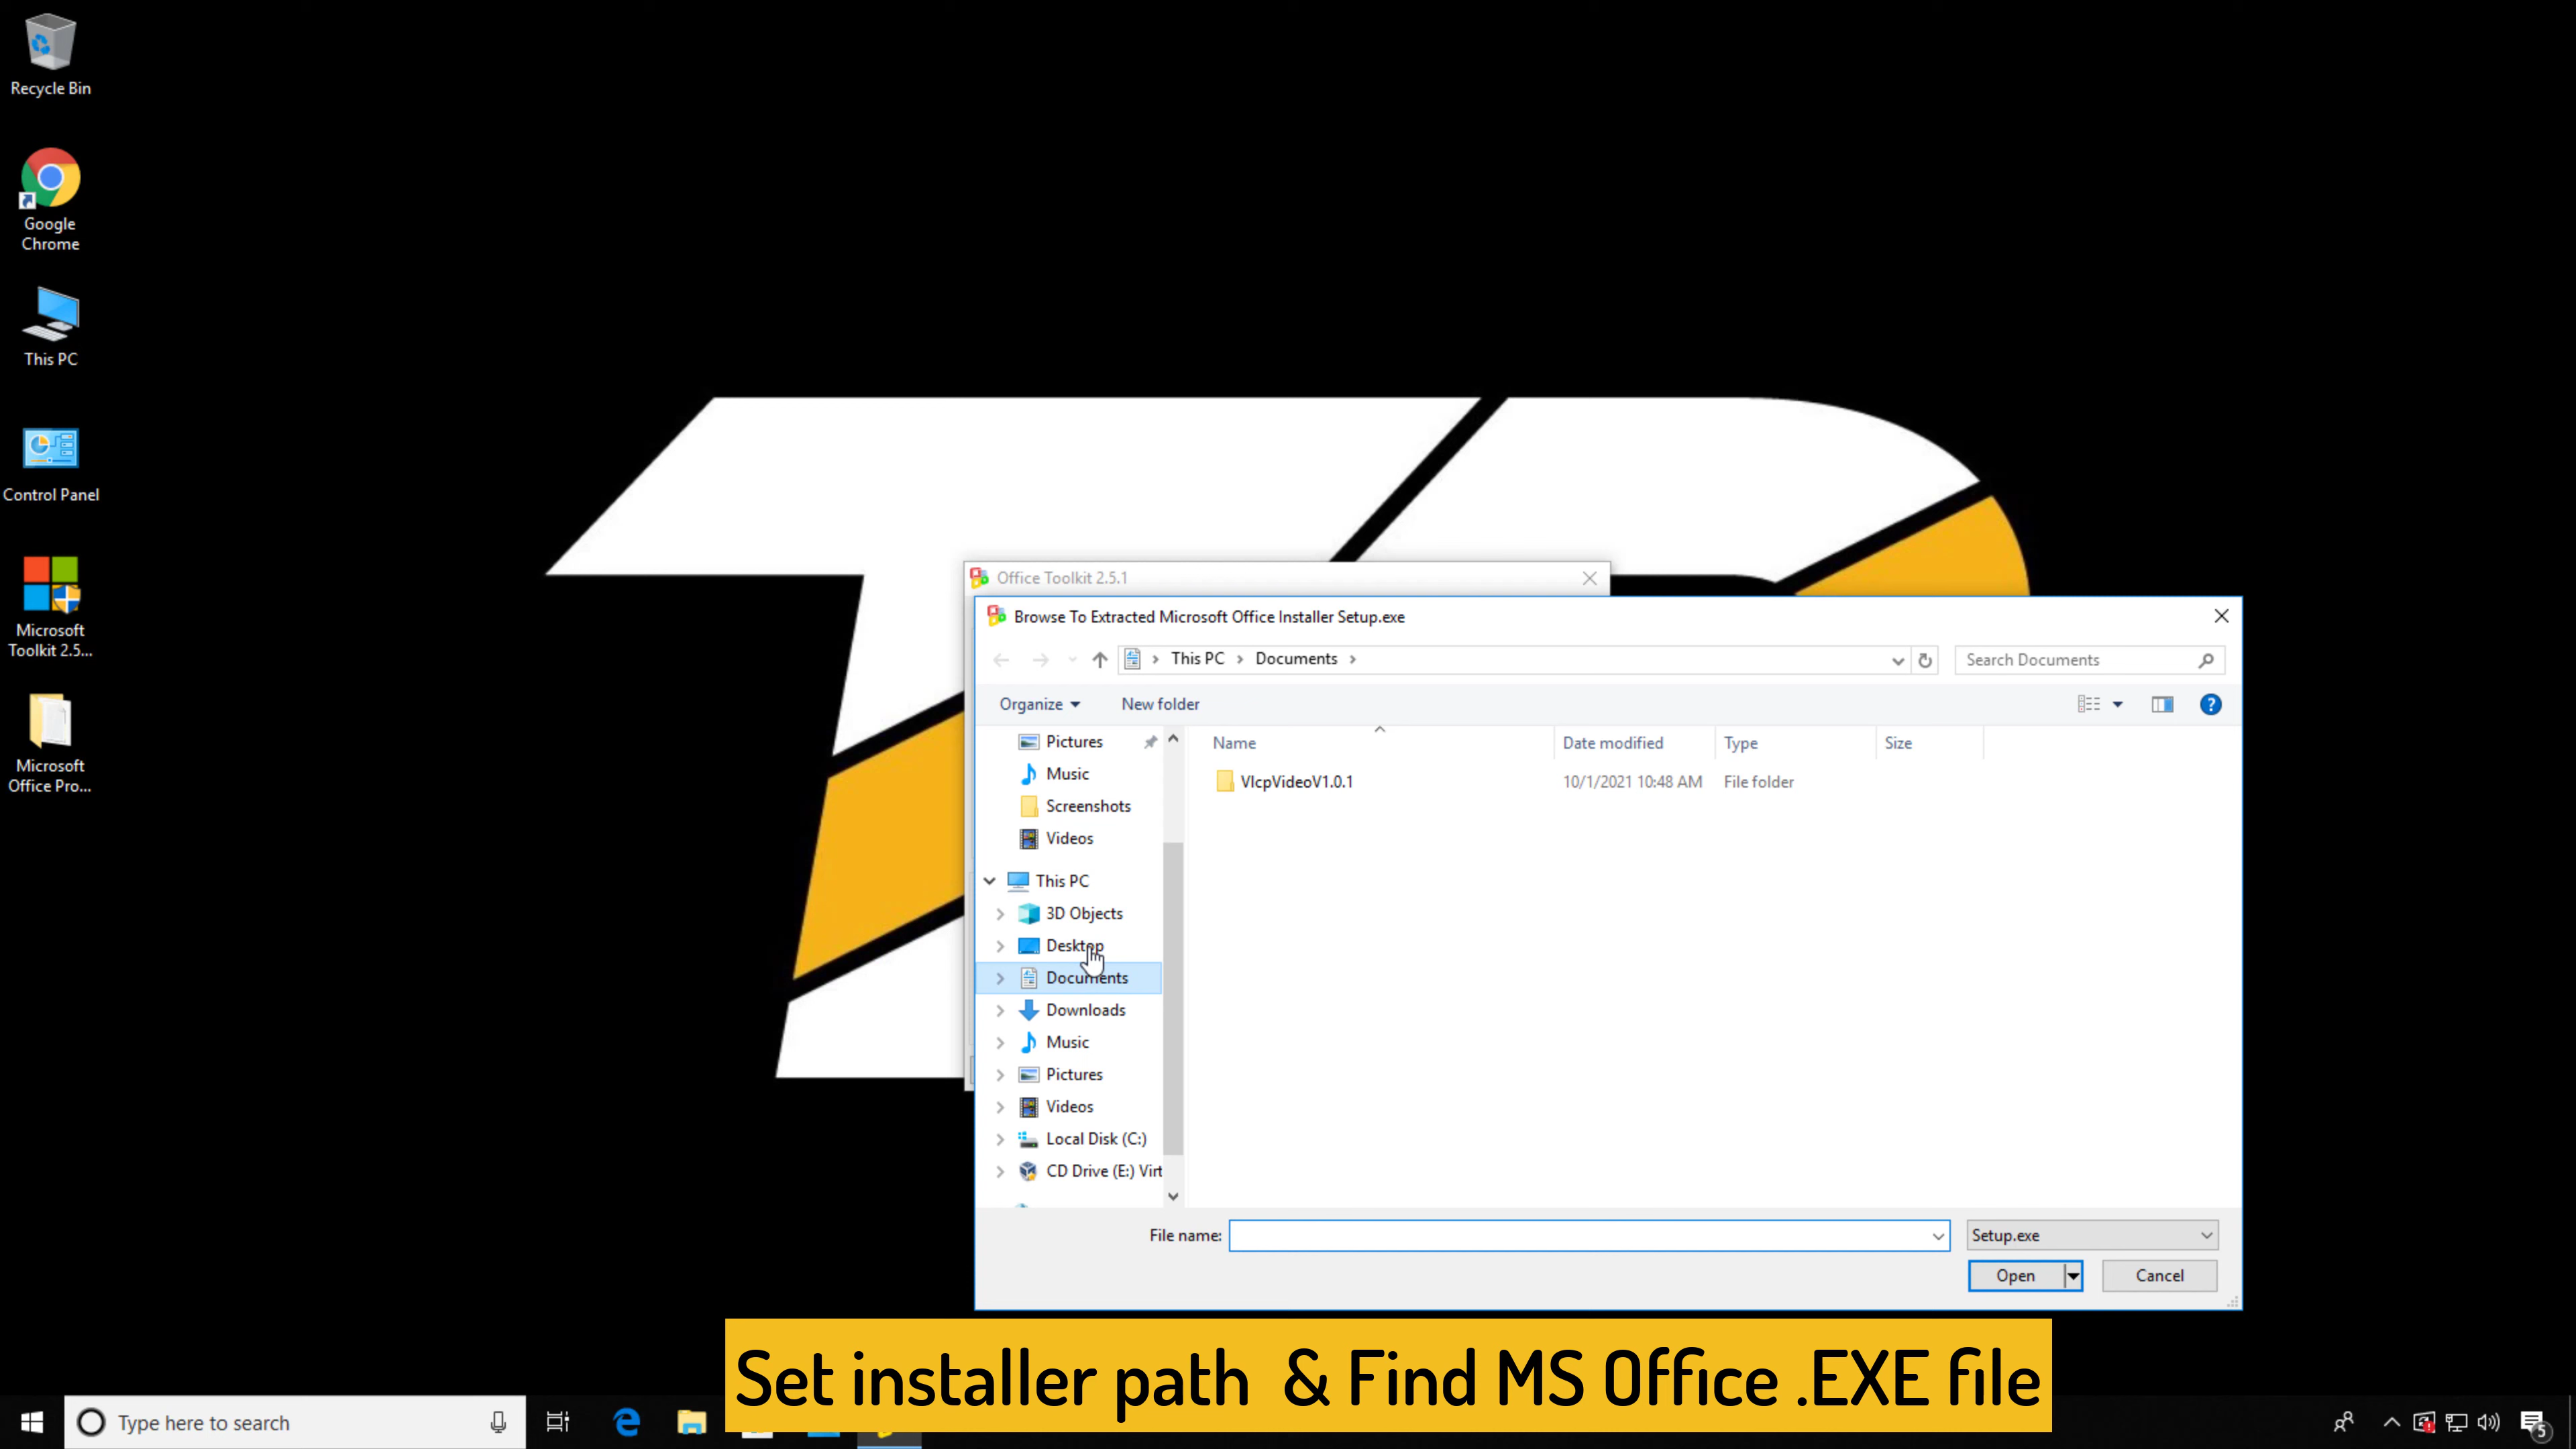 Recycle Bin
Google
Chrome
This PC
Control Panel
Microsoft
Toolkit 2.5...
Microsoft
Office Pro...
Office Toolkit 2.5.1
Browse To Extracted Microsoft Office Installer Setup.exe
This PC > Documents >
Search Documents
Organize
New folder
Name
Date modified
Type
Size
VlcpVideoV1.0.1
10/1/2021 10:48 AM
File folder
Pictures
Music
Screenshots
Videos
This PC
3D Objects
Desktop
Documents
Downloads
Music
Pictures
Videos
Local Disk (C:)
CD Drive (E:) Virt
File name:
Setup.exe
Open
Cancel
Set installer path & Find MS Office .EXE file
Type here to search
5